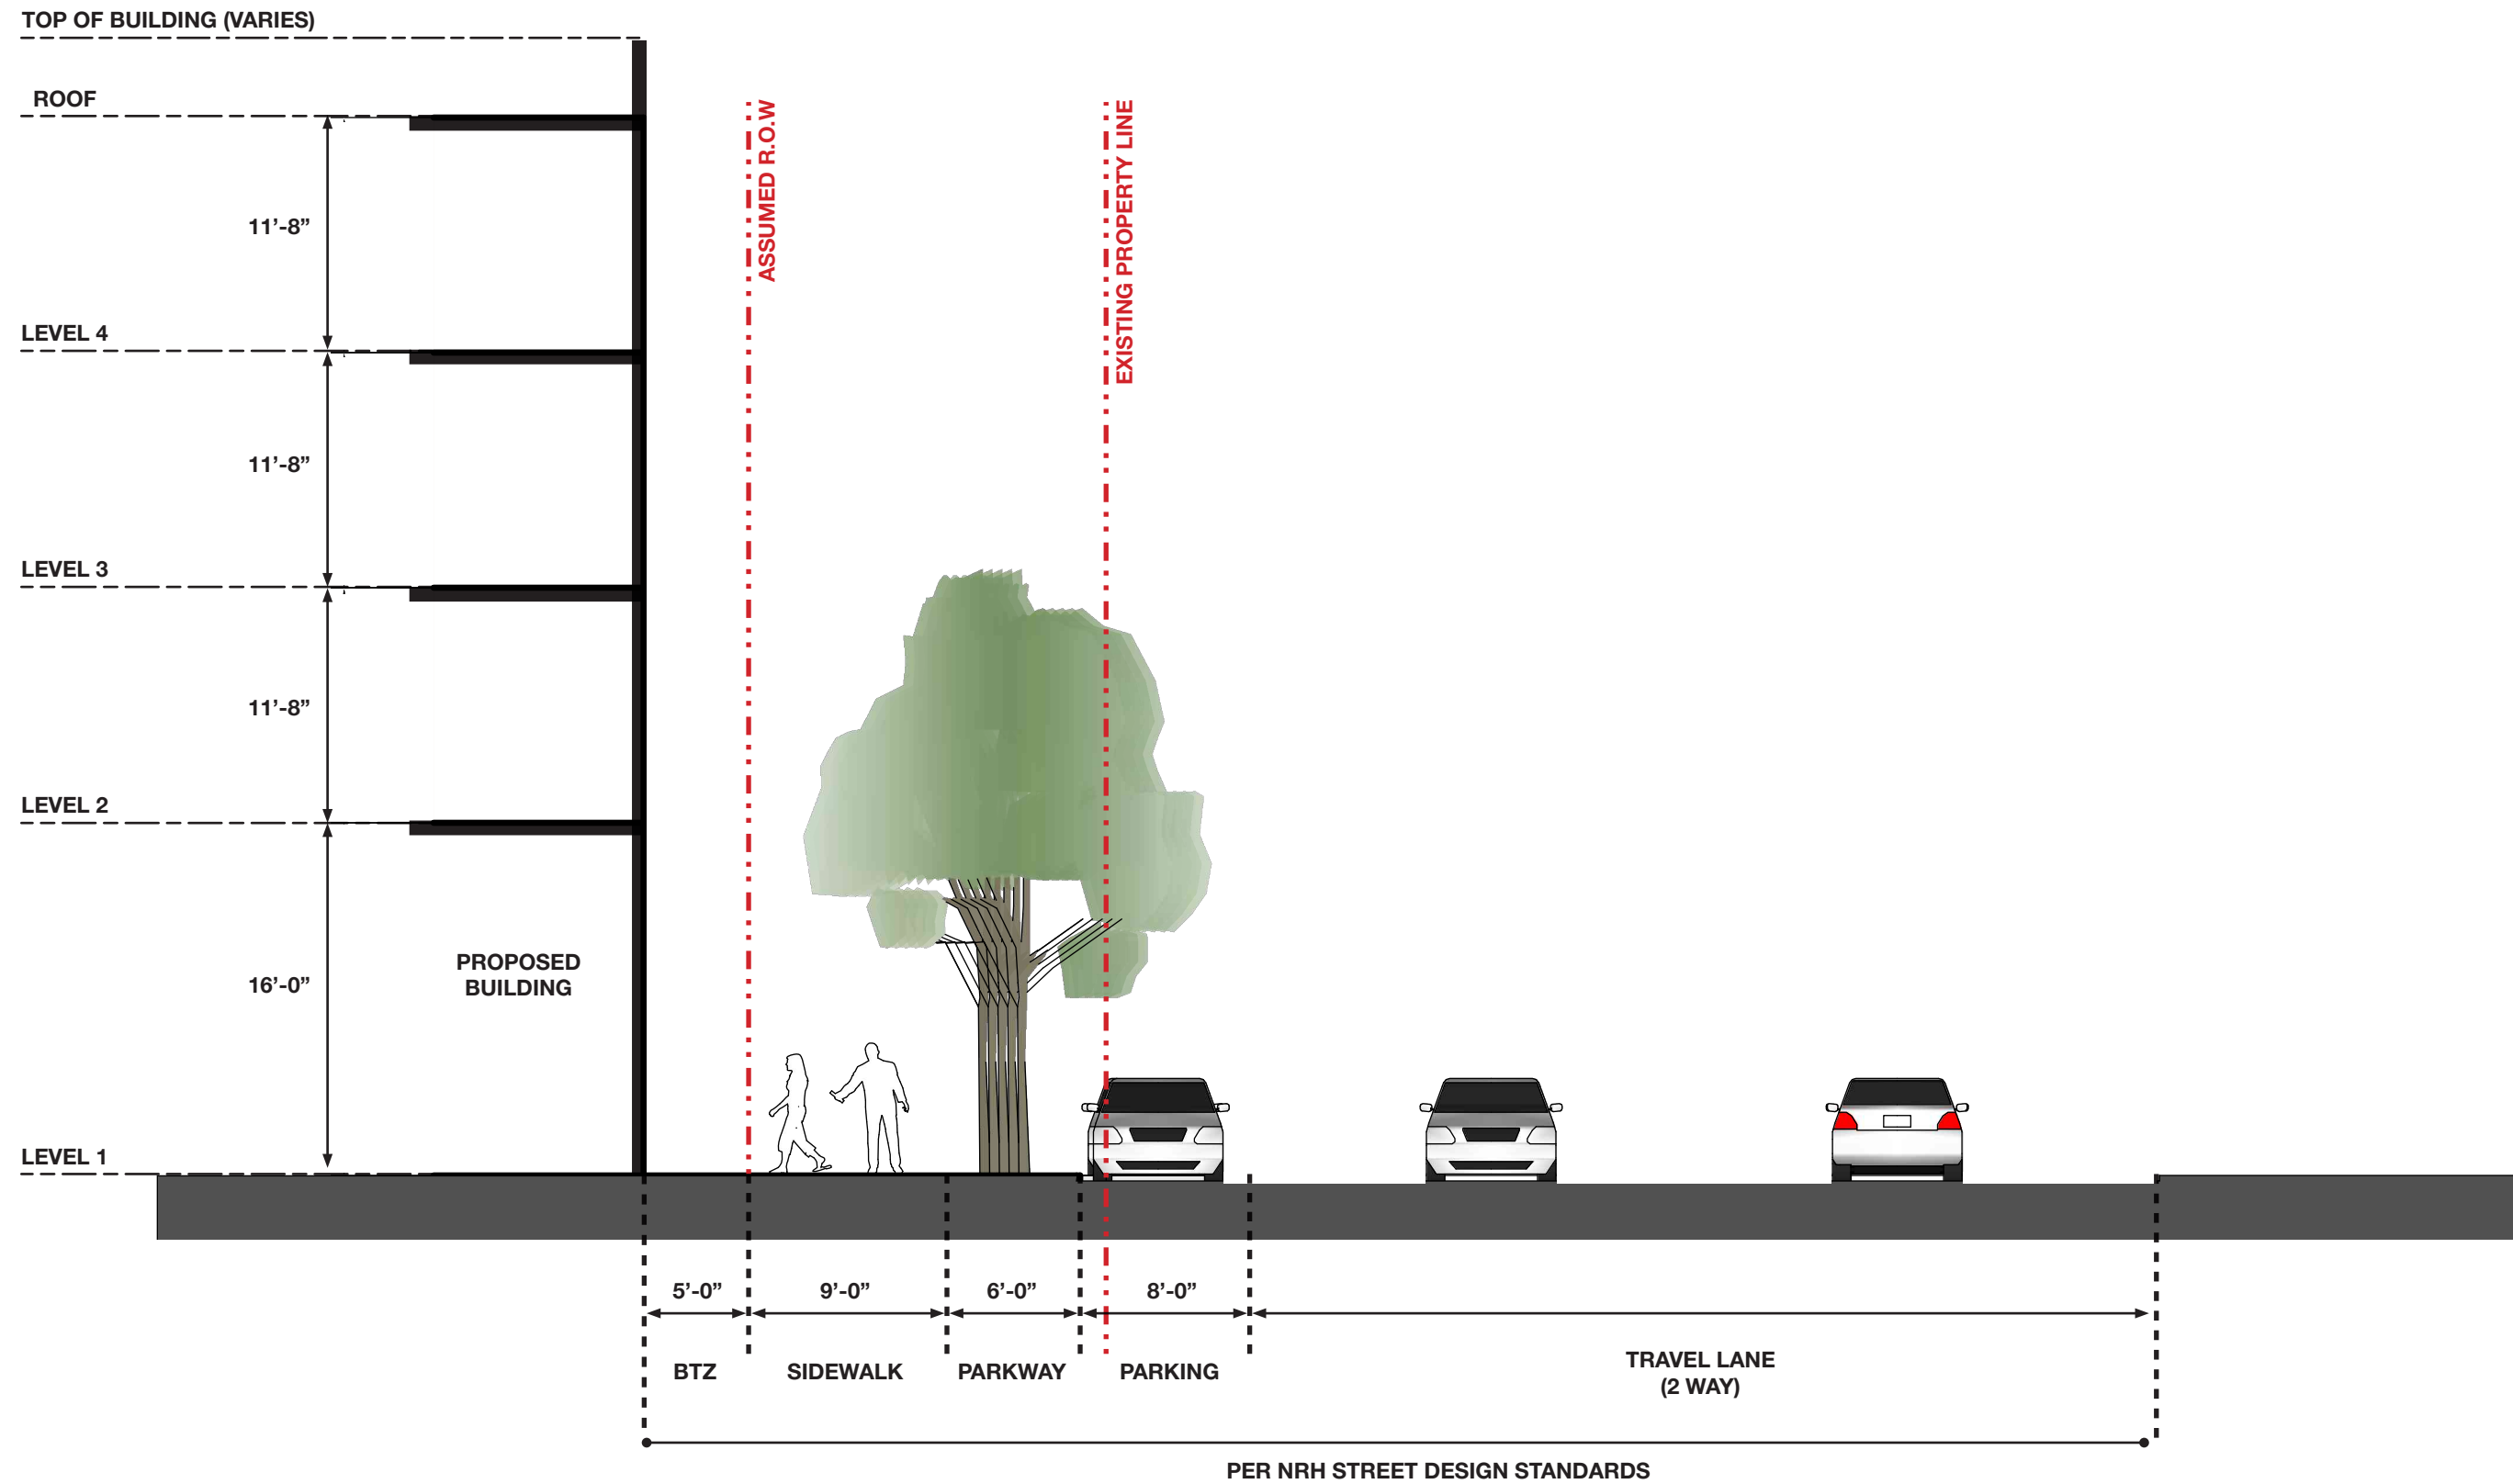 TOP OF BUILDING (VARIES)
ROOF
ASSUMED R.O.W
EXISTING PROPERTY LINE
11’-8”
LEVEL 4
11’-8”
LEVEL 3
11’-8”
LEVEL 2
PROPOSED
BUILDING
16’-0”
LEVEL 1
5’-0”
9’-0”
6’-0”
8’-0”
BTZ
SIDEWALK
PARKWAY
PARKING
TRAVEL LANE
(2 WAY)
PER NRH STREET DESIGN STANDARDS